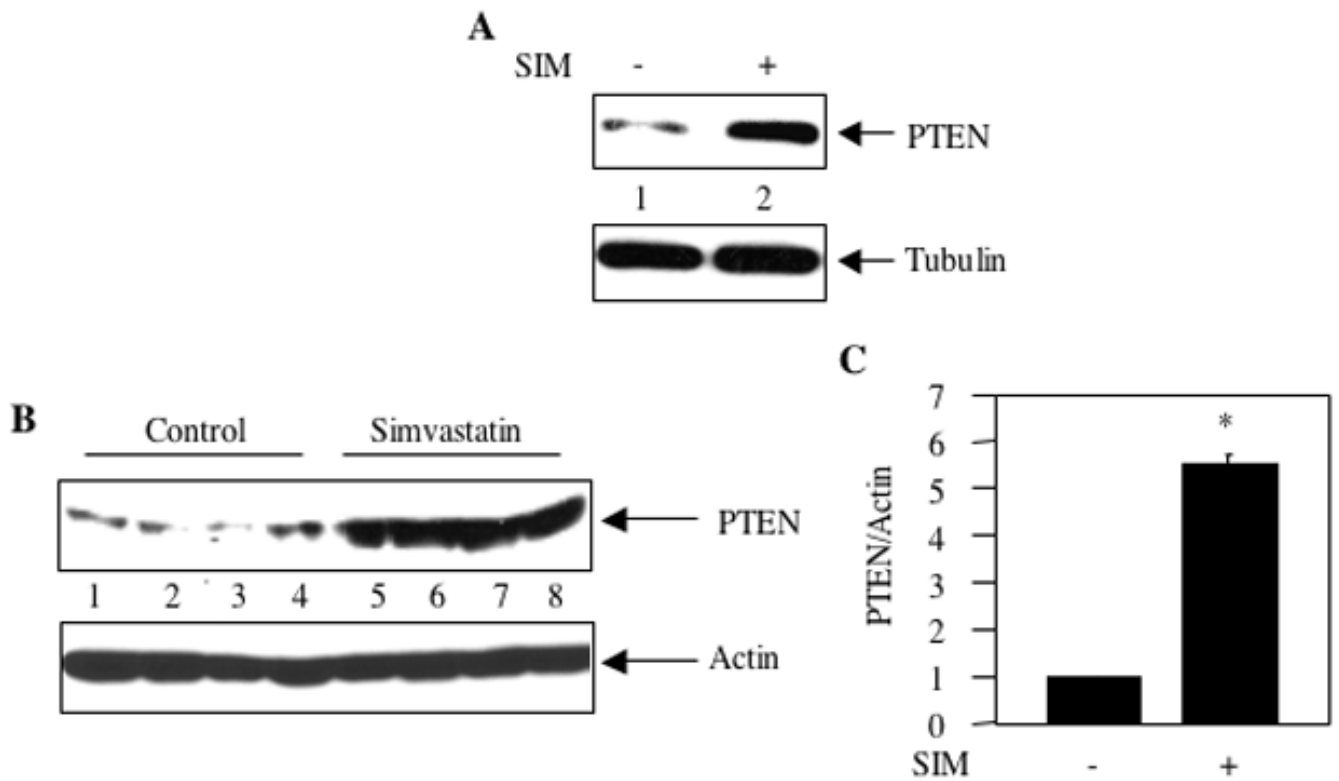 A
SIM - +
PTEN
1 2
Tubulin
B
Control Simvastatin
PTEN
1 2 3 4 5 6 7 8
Actin
C
7
6
5
4
3
2
1
0
PTEN/Actin
*
SIM - +